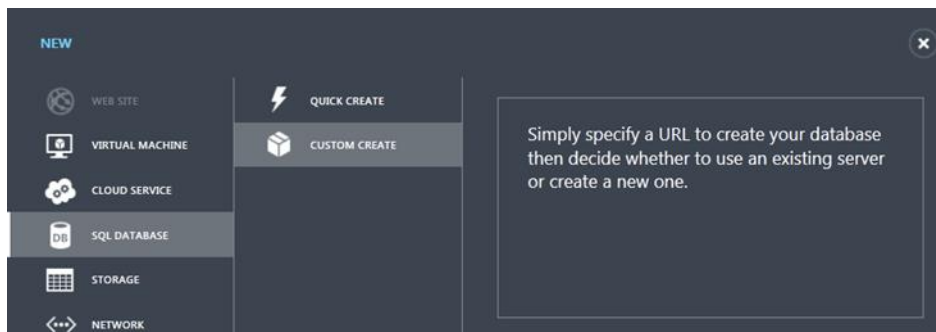 NEW
WEB SITE
VIRTUAL MACHINE
CLOUD SERVICE
DB
SQL DATABASE
STORAGE
NETWORK
QUICK CREATE
CUSTOM CREATE
Simply specify a URL to create your database
then decide whether to use an existing server
or create a new one.